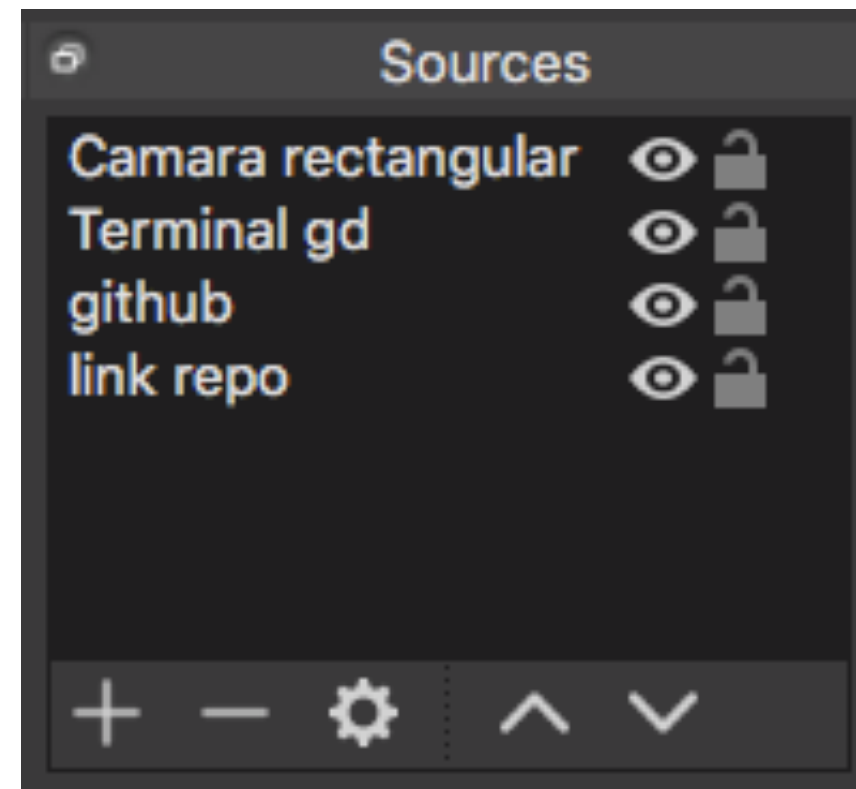 Sources
Camara rectangular
Terminal gd
github
link repo